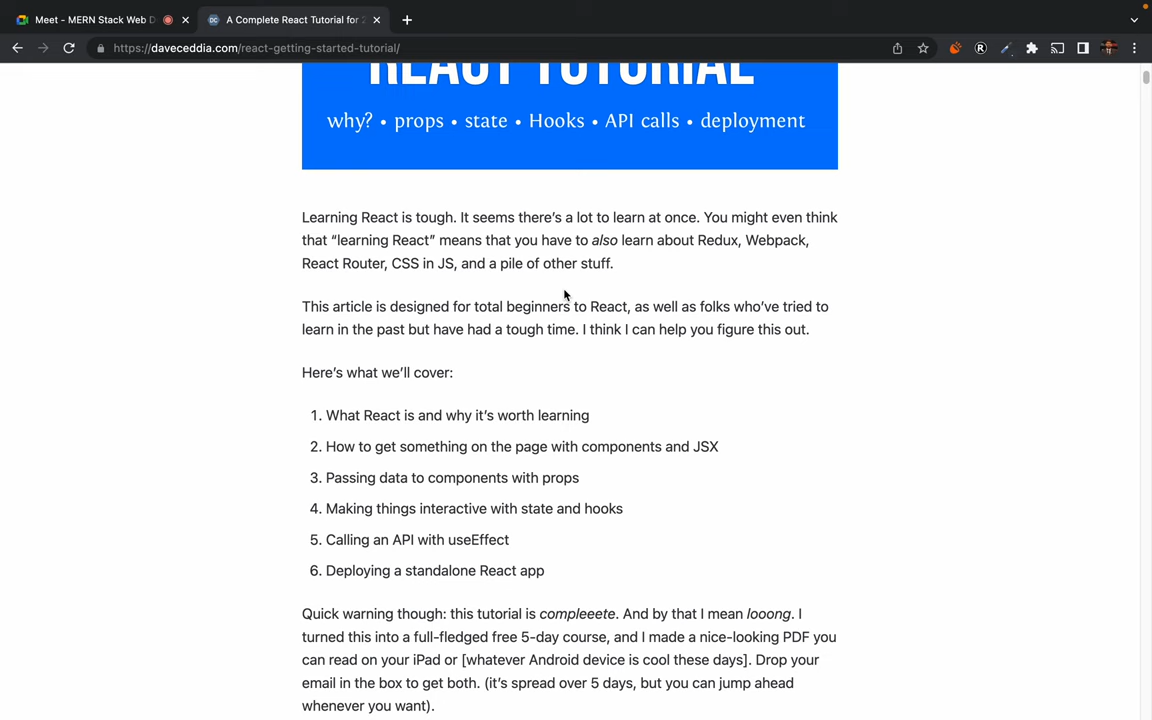 Meet - MERN Stack Web D
A Complete React Tutorial for 2
https://daveceddia.com/react-getting-started-tutorial/
REACT TUTORIAL
why? • props • state • Hooks • API calls • deployment
Learning React is tough. It seems there’s a lot to learn at once. You might even think
that “learning React” means that you have to also learn about Redux, Webpack,
React Router, CSS in JS, and a pile of other stuff.
This article is designed for total beginners to React, as well as folks who’ve tried to
learn in the past but have had a tough time. I think I can help you figure this out.
Here’s what we’ll cover:
1. What React is and why it’s worth learning
2. How to get something on the page with components and JSX
3. Passing data to components with props
4. Making things interactive with state and hooks
5. Calling an API with useEffect
6. Deploying a standalone React app
Quick warning though: this tutorial is compleeete. And by that I mean looong. I
turned this into a full-fledged free 5-day course, and I made a nice-looking PDF you
can read on your iPad or [whatever Android device is cool these days]. Drop your
email in the box to get both. (it’s spread over 5 days, but you can jump ahead
whenever you want).